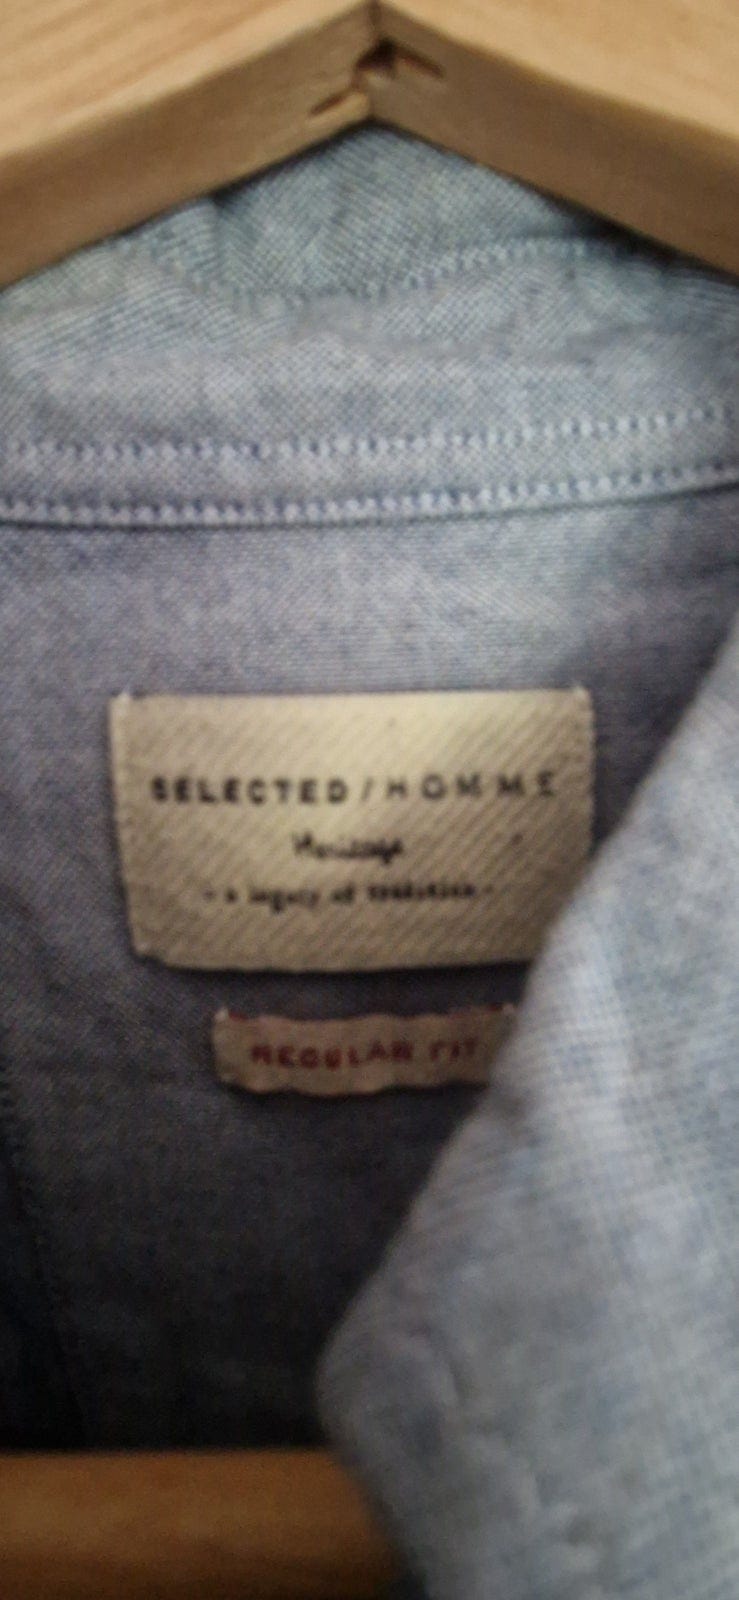 SELECTED / HOMME
Heritage
- a legacy of tradition -
REGULAR FIT